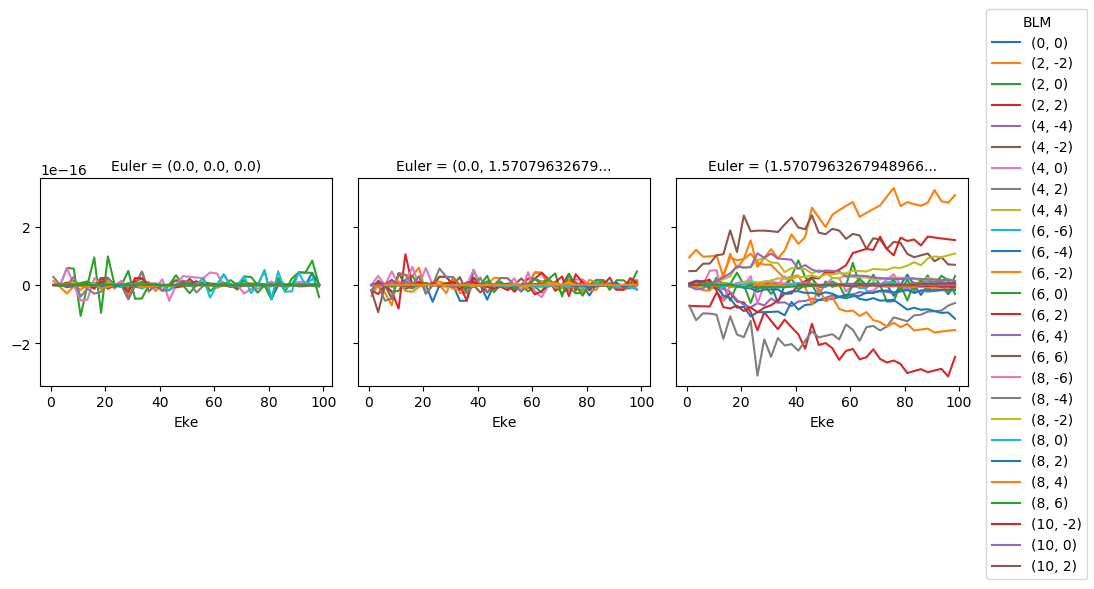 BLM
(0, 0)
(2, -2)
(2, 0)
(2, 2)
(4, -4)
(4, -2)
(4, 0)
(4, 2)
(4, 4)
(6, -6)
(6, -4)
(6, -2)
(6, 0)
(6, 2)
(6, 4)
(6, 6)
(8, -6)
(8, -4)
(8, -2)
(8, 0)
(8, 2)
(8, 4)
(8, 6)
(10, -2)
(10, 0)
(10, 2)
Euler = (0.0, 0.0, 0.0)
1e−16
2
0
−2
0 20 40 60 80 100
Eke
Euler = (0.0, 1.57079632679...
0 20 40 60 80 100
Eke
Euler = (1.5707963267948966...
0 20 40 60 80 100
Eke